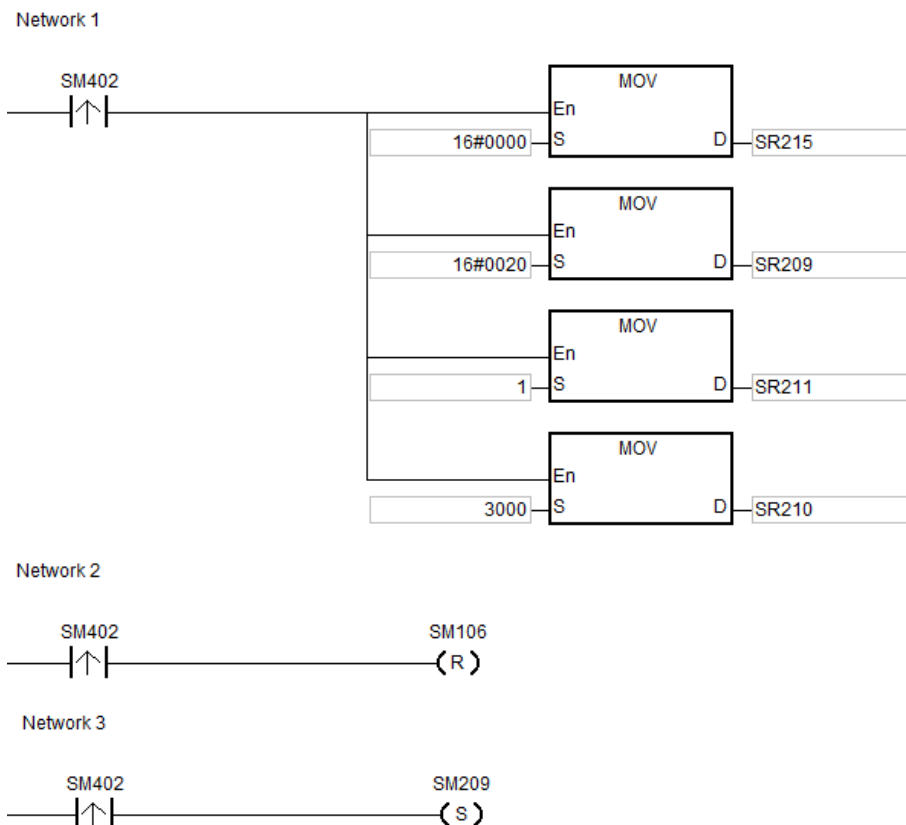 Network 1
SM402
MOV
En
16#0000 S D SR215
MOV
En
16#0020 S D SR209
MOV
En
1 S D SR211
MOV
En
3000 S D SR210
Network 2
SM402 SM106
R
Network 3
SM402 SM209
S